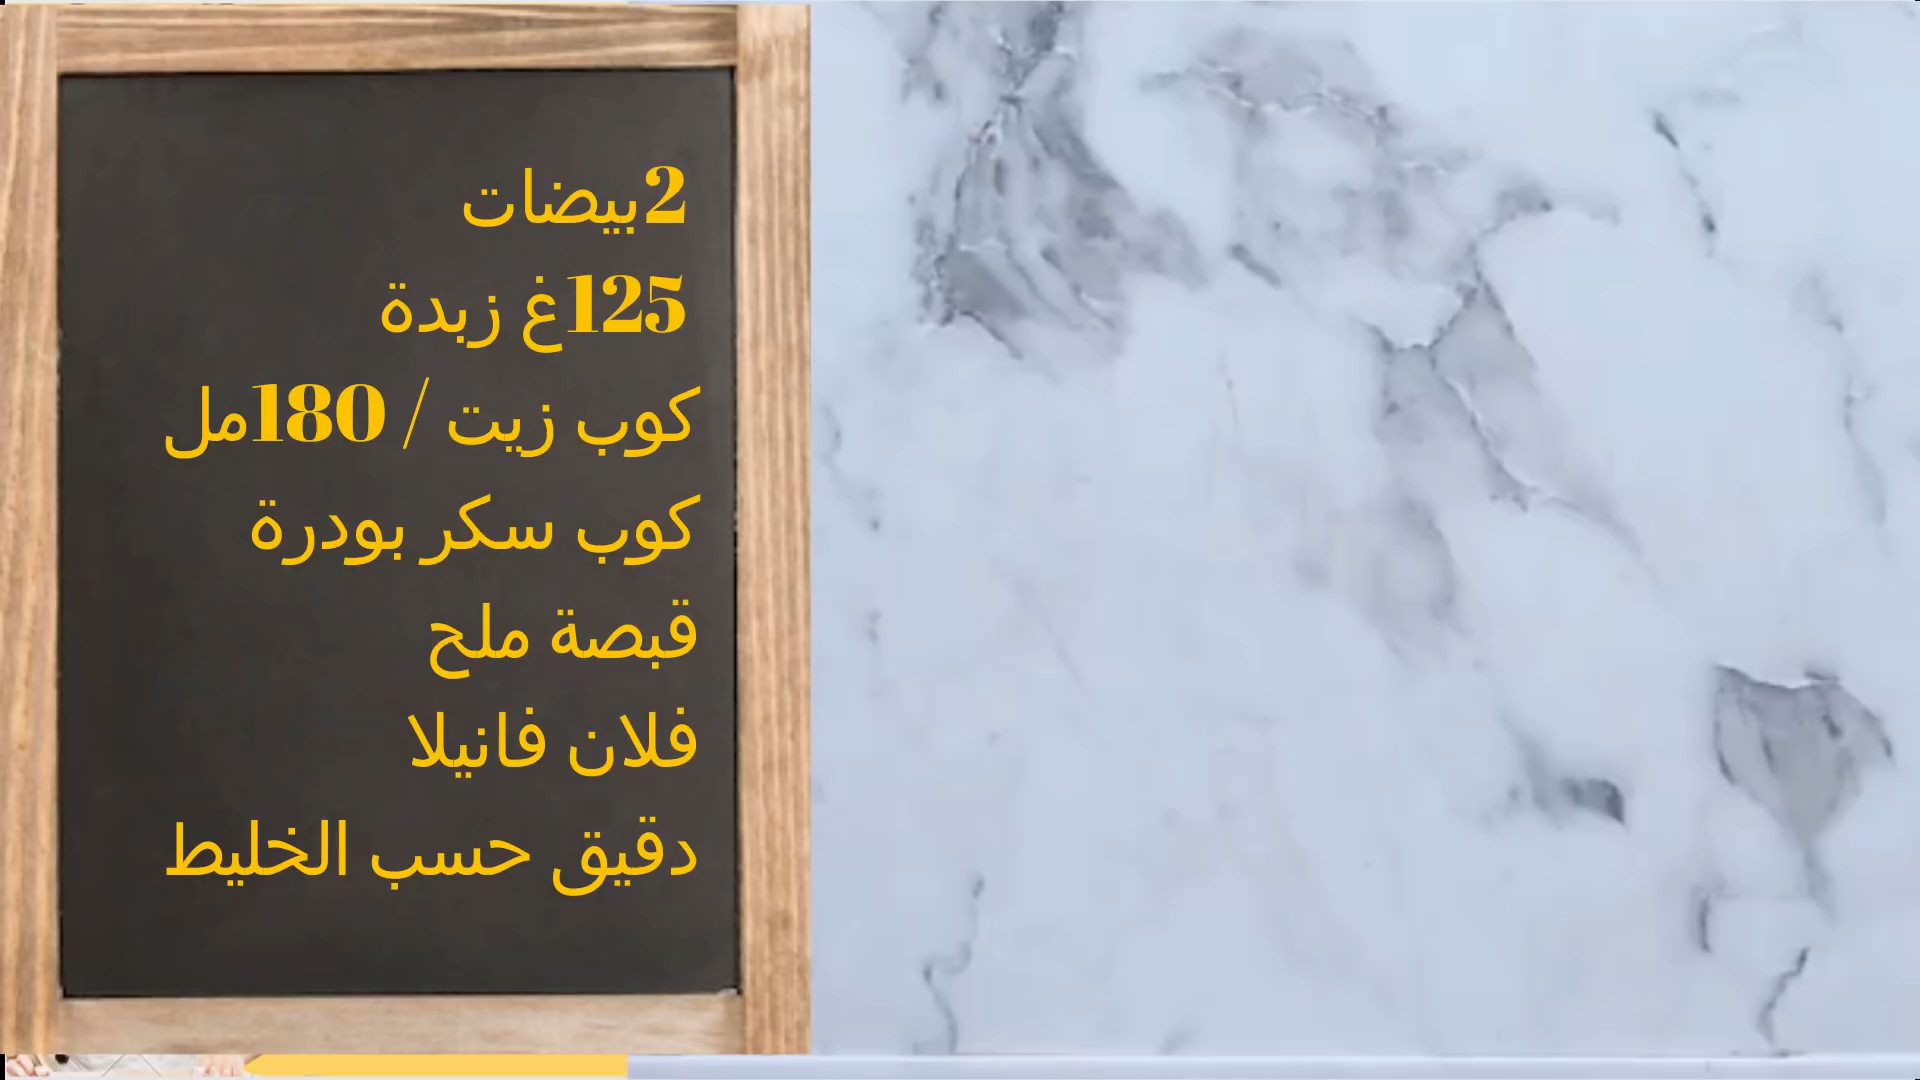 2بيضات
125غ زبدة
كوب زيت / 180مل
كوب سكر بودرة
قبصة ملح
فلان فانيلا
دقيق حسب الخليط